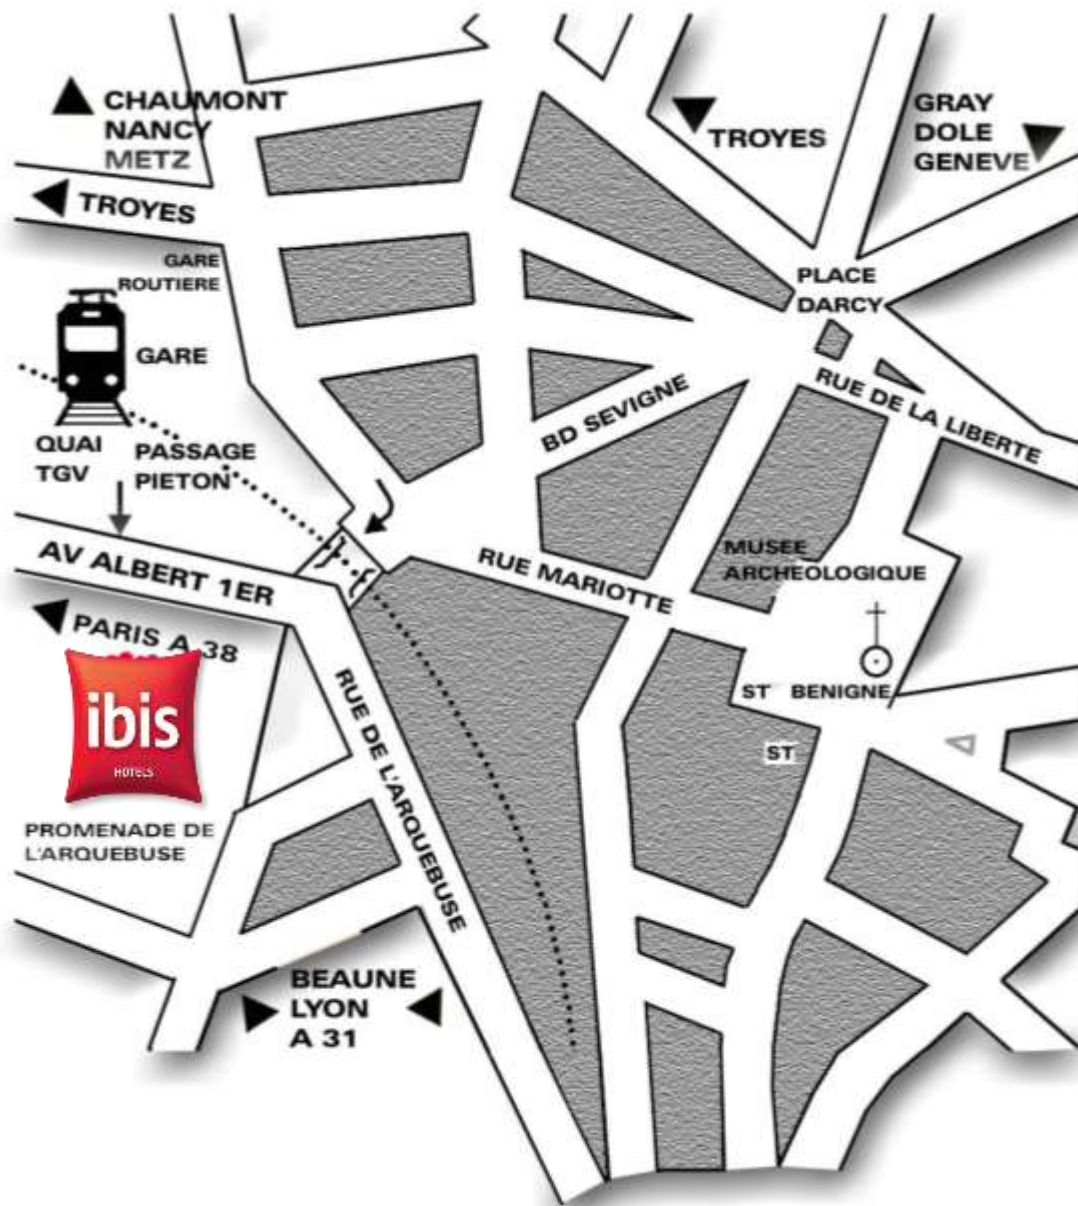 CHAUMONT
NANCY
METZ
TROYES
TROYES
GRAY
DOLE
GENEVE
GARE
ROUTIERE
PLACE
DARCY
GARE
QUAI
TGV
PASSAGE
PIETON
BD SEVIGNE
RUE DE LA LIBERTE
AV ALBERT 1ER
RUE MARIOTTE
MUSEE
ARCHEOLOGIQUE
PARIS A 38
ibis
HOTELS
ST BENIGNE
ST
RUE DE L'ARQUEBUSE
PROMENADE DE
L'ARQUEBUSE
BEAUNE
LYON
A 31